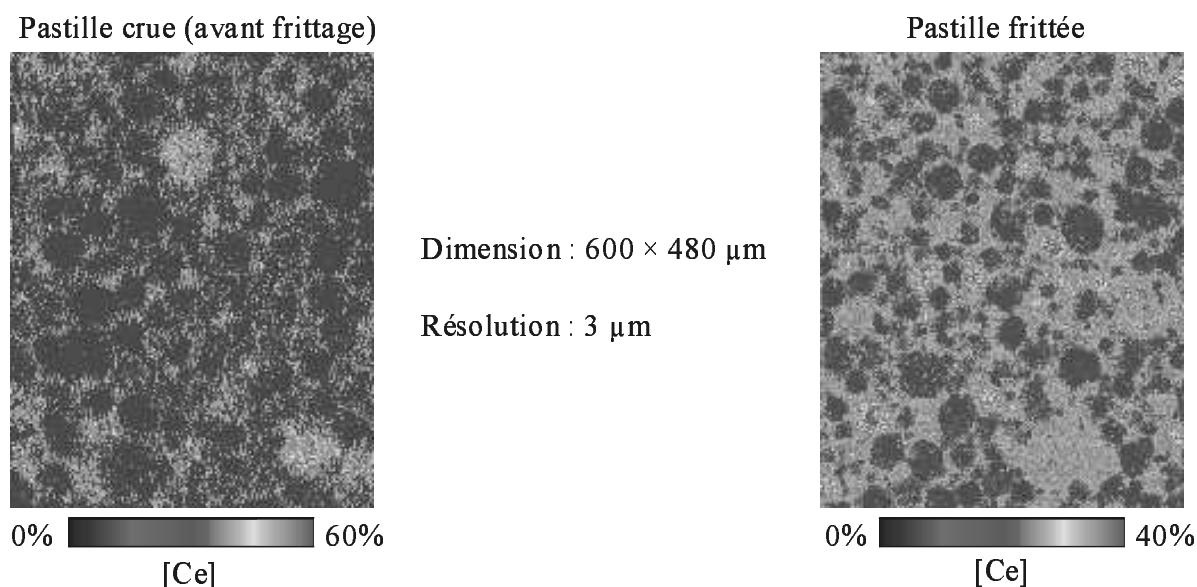 Pastille crue (avant frittage)
Pastille frittée
Dimension : 600 × 480 µm
Résolution : 3 µm
0% 60%
[Ce]
0% 40%
[Ce]